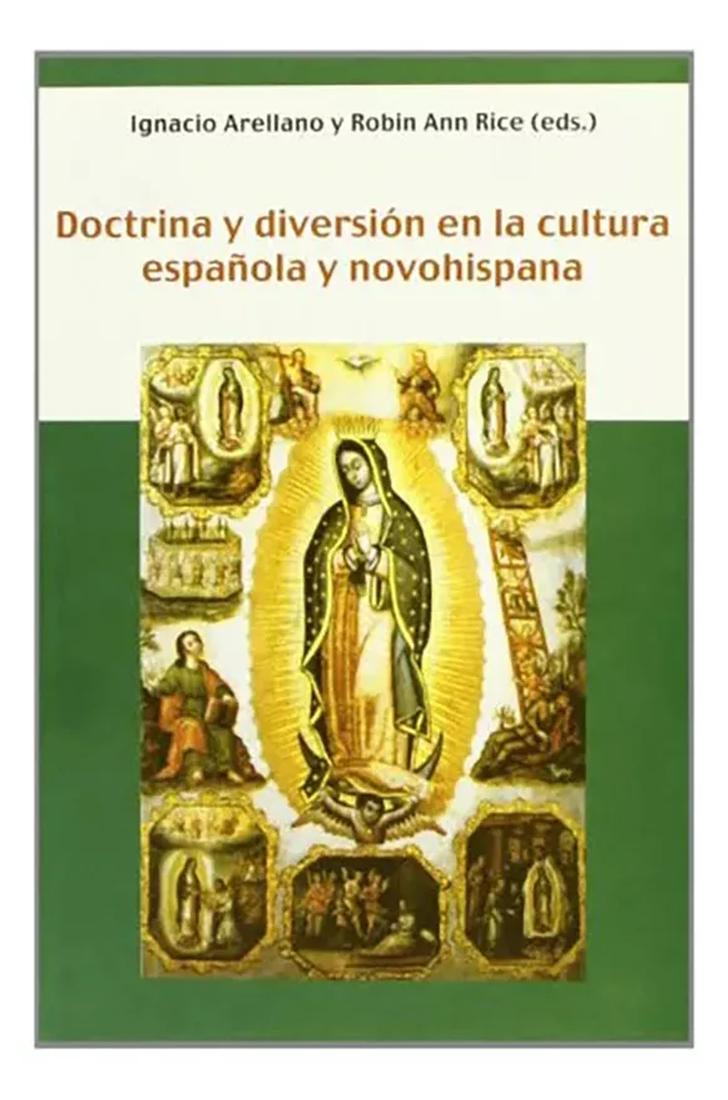 Ignacio Arellano y Robin Ann Rice (eds.)
Doctrina y diversión en la cultura
española y novohispana